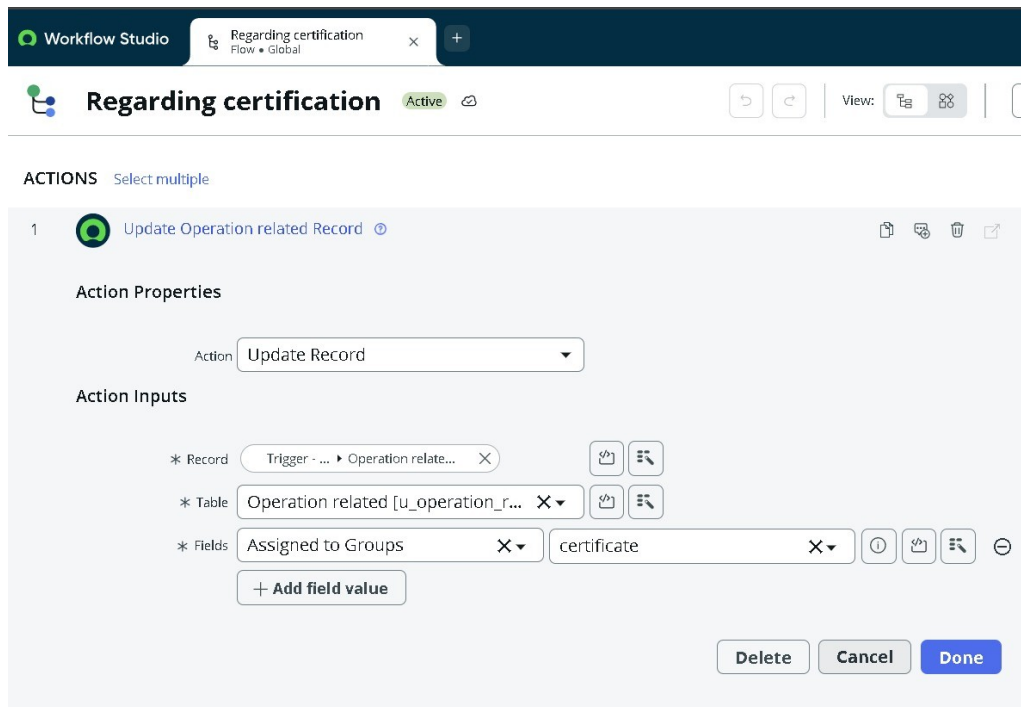 Workflow Studio
Regarding certification
Flow • Global
Regarding certification Active
View:
ACTIONS Select multiple
1 Update Operation related Record
Action Properties
Action Update Record
Action Inputs
* Record Trigger - ... ▸ Operation relate...
* Table Operation related [u_operation_r...
* Fields Assigned to Groups certificate
+ Add field value
Delete Cancel Done